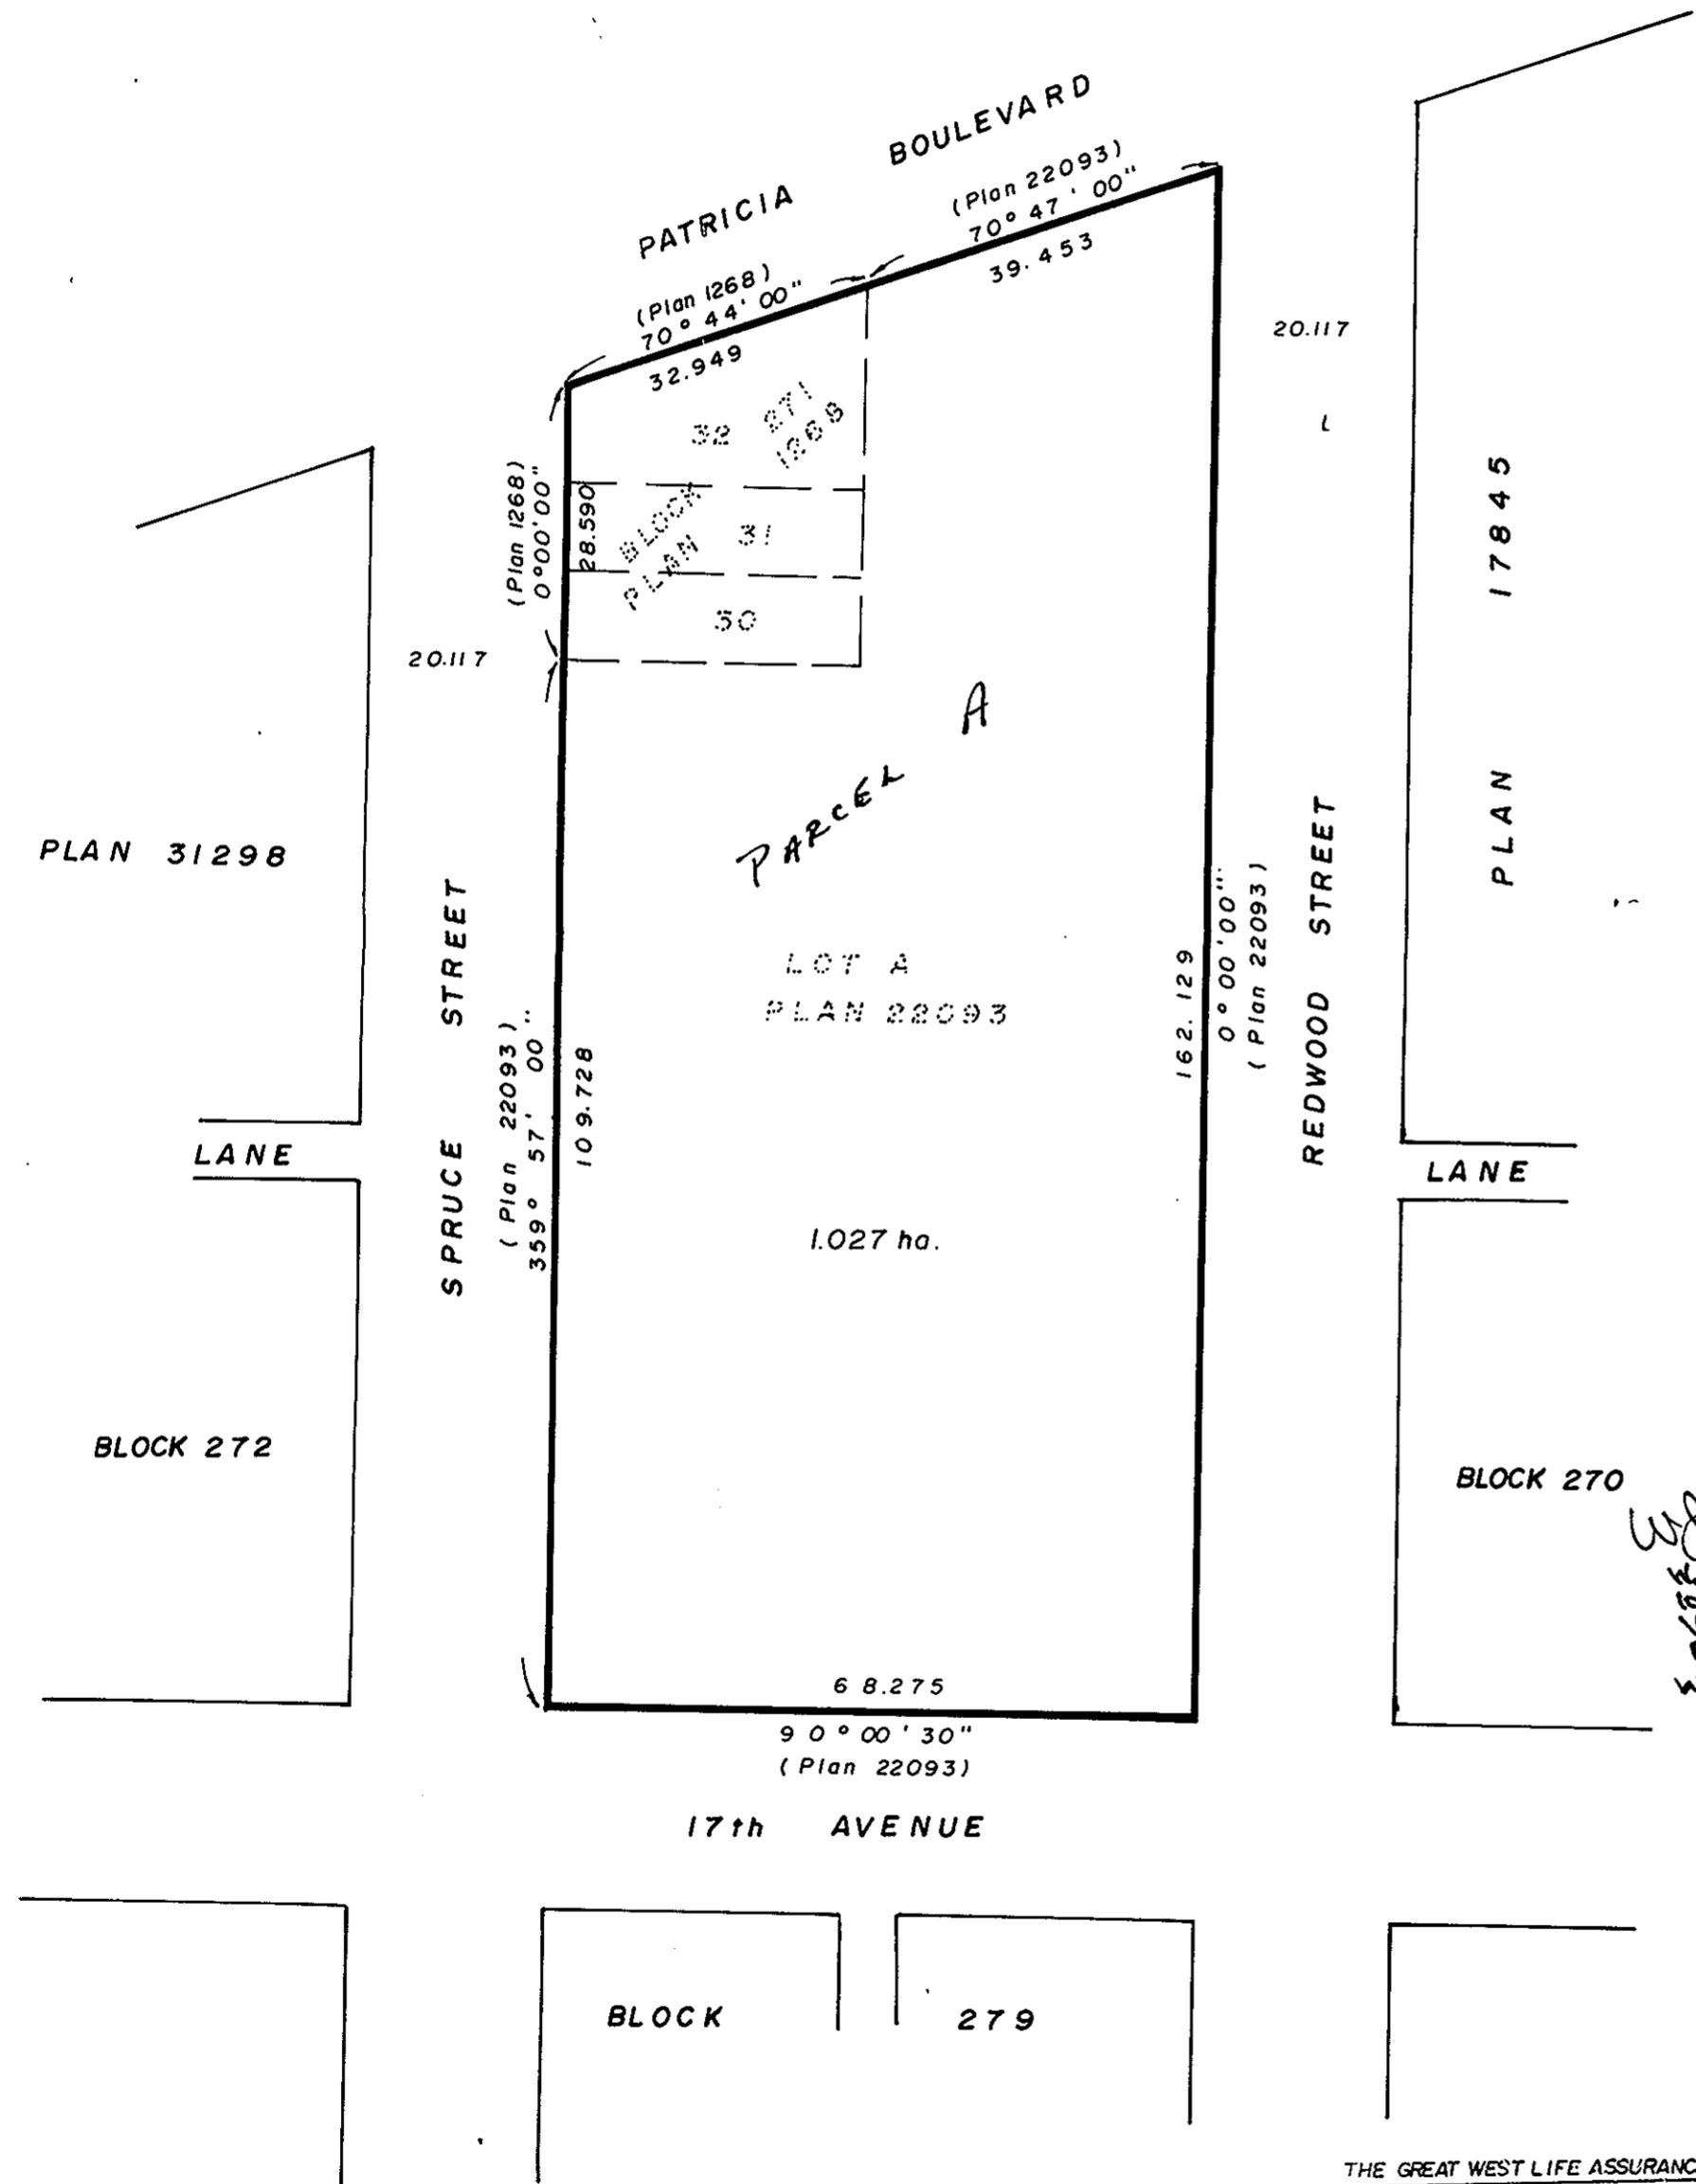 PATRICIA BOULEVARD
(Plan 22093)
70° 47' 00"
39.453
(Plan 1268)
70° 44' 00"
32.949
20.117
32
271
1268
(Plan 1268)
0°00'00"
28.590
BLOCK
PLAN
31
30
20.117
PLAN 17845
PARCEL A
PLAN 31298
SPRUCE STREET
(Plan 22093)
359° 57' 00"
109.728
LOT A
PLAN 22093
162.129
0°00'00"
(Plan 22093)
REDWOOD STREET
LANE
LANE
1.027 ha.
BLOCK 272
BLOCK 270
68.275
90°00'30"
(Plan 22093)
17th AVENUE
BLOCK 279
THE GREAT WEST LIFE ASSURANC